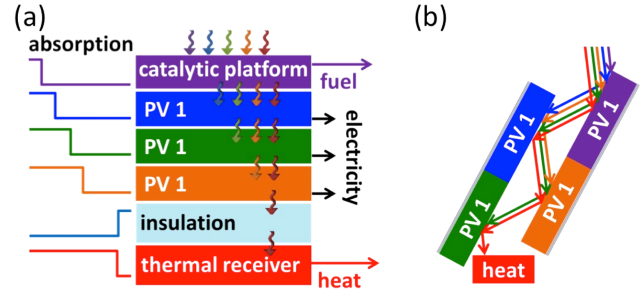 (a)
absorption
catalytic platform
fuel
PV 1
PV 1
PV 1
electricity
insulation
thermal receiver
heat
(b)
PV 1
PV 1
PV 1
PV 1
heat